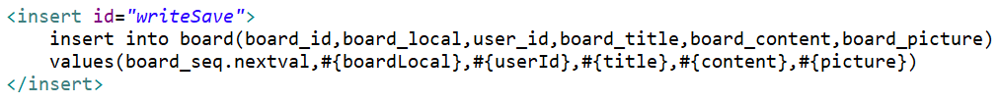 <insert id="writeSave">
insert into board(board_id,board_local,user_id,board_title,board_content,board_picture)
values(board_seq.nextval,#{boardLocal},#{userId},#{title},#{content},#{picture})
</insert>